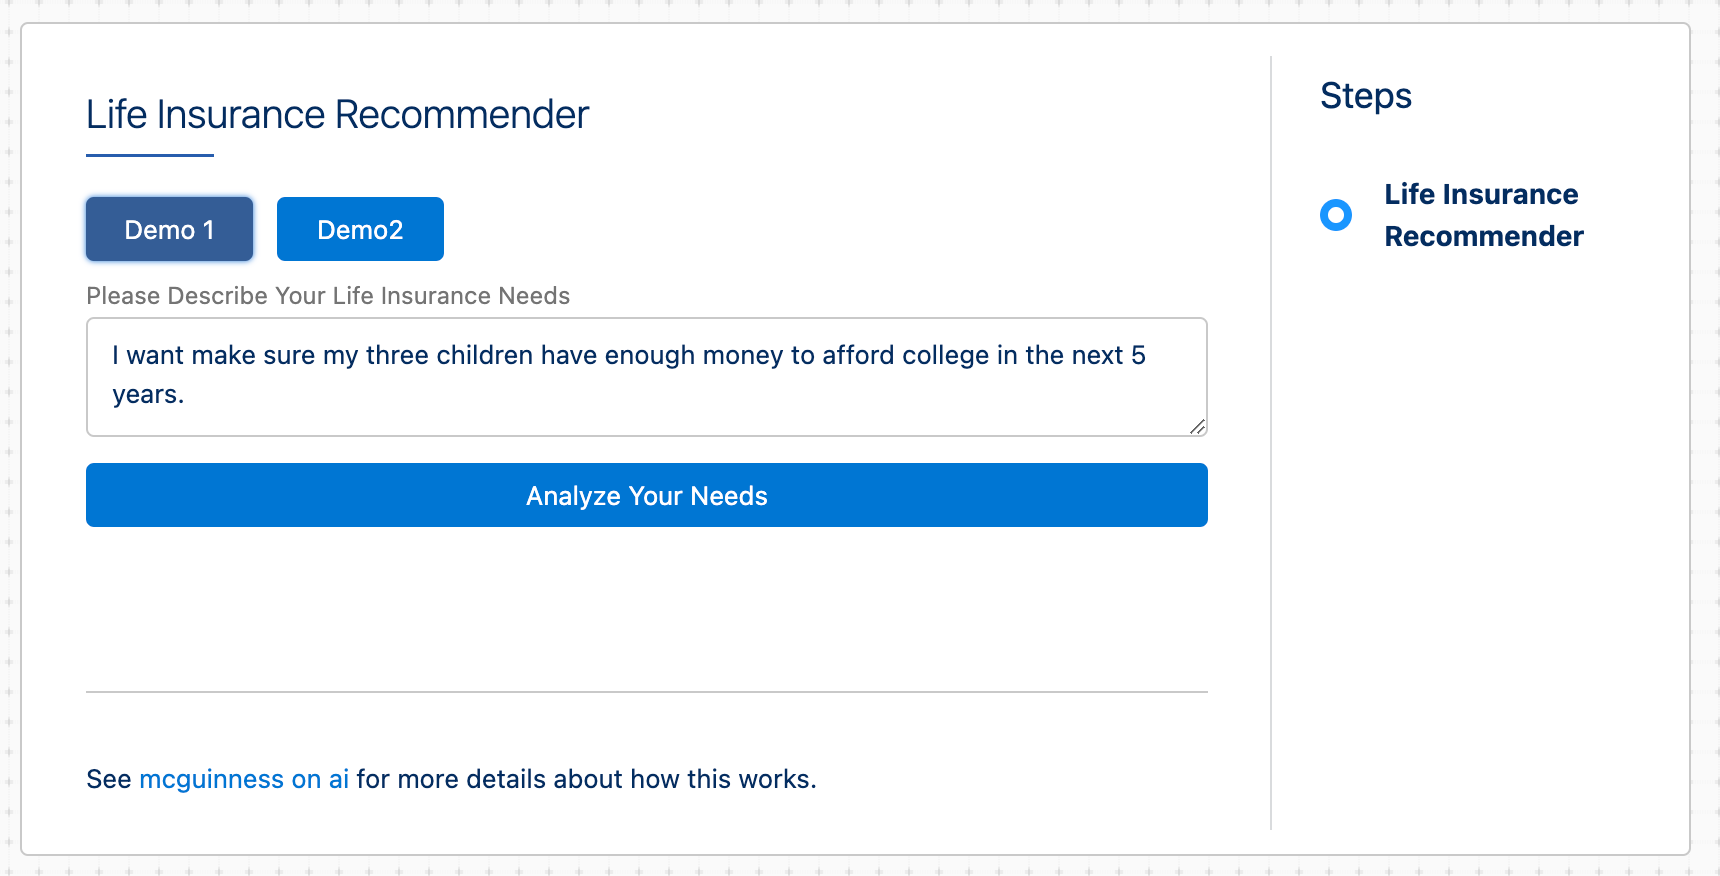 Life Insurance Recommender
Demo 1
Demo2
Please Describe Your Life Insurance Needs
I want make sure my three children have enough money to afford college in the next 5
years.
Analyze Your Needs
See mcguinness on ai for more details about how this works.
Steps
Life Insurance
Recommender